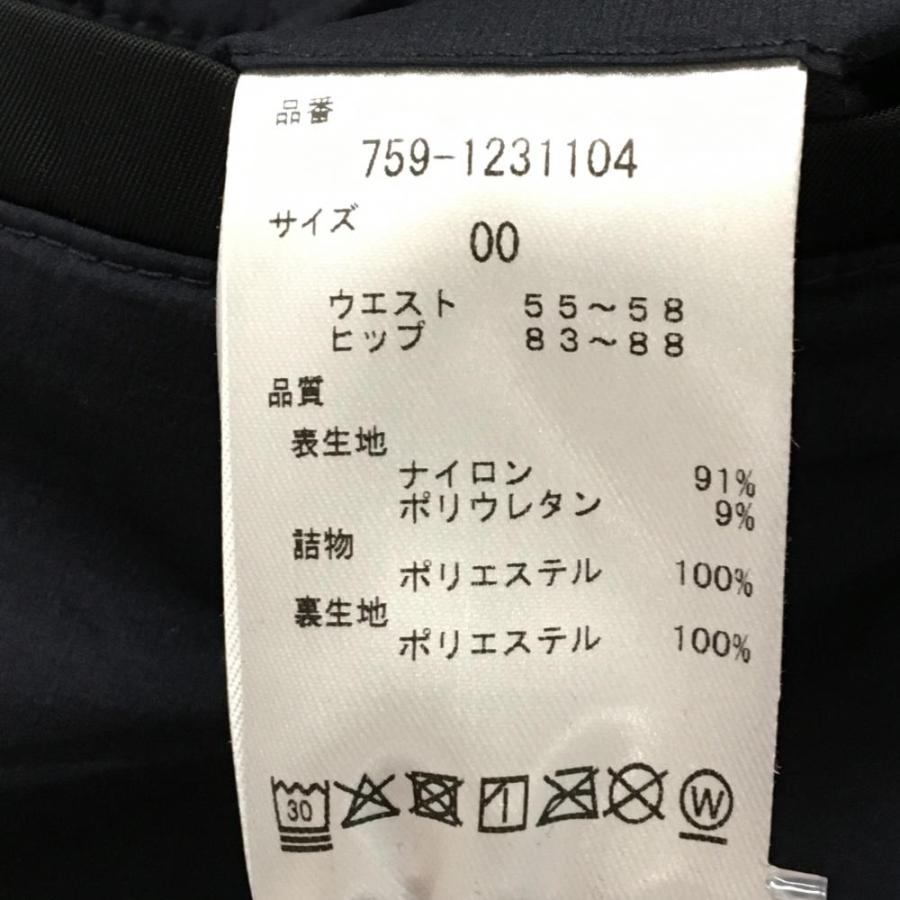 品番
759-1231104
サイズ
00
ウエスト 55~58
ヒップ 83~88
品質
表生地
ナイロン 91%
ポリウレタン 9%
詰物
ポリエステル 100%
裏生地
ポリエステル 100%
30 W